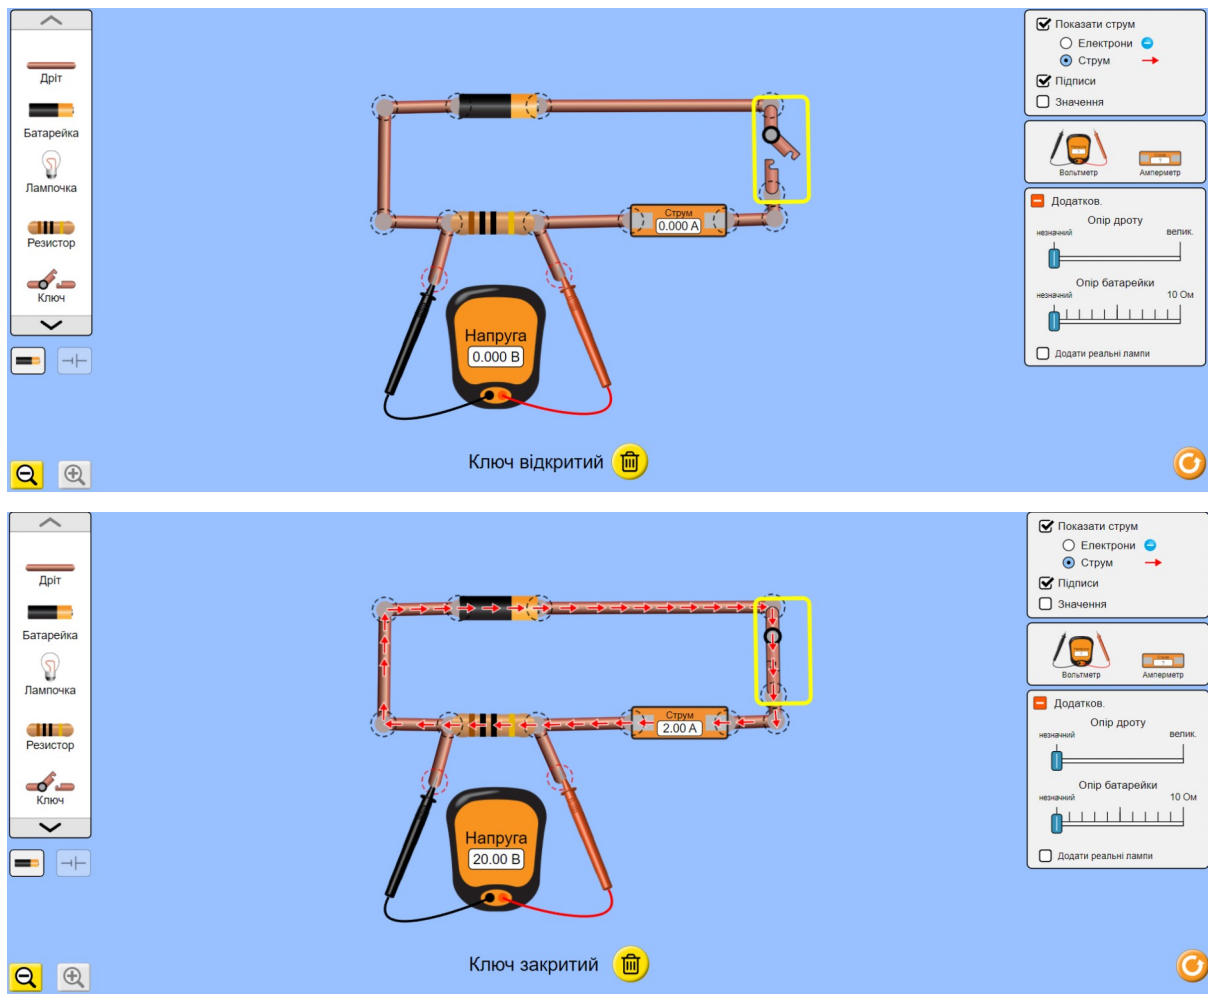 Показати струм
Електрони
Струм
Підписи
Значення
Дріт
Батарейка
Лампочка
Резистор
Ключ
Вольтметр
Амперметр
Додатков.
Опір дроту
незначний
велик.
Опір батарейки
незначний
10 Ом
Додати реальні лампи
Струм
0.000 А
Напруга
0.000 В
Ключ відкритий
Показати струм
Електрони
Струм
Підписи
Значення
Дріт
Батарейка
Лампочка
Резистор
Ключ
Вольтметр
Амперметр
Додатков.
Опір дроту
незначний
велик.
Опір батарейки
незначний
10 Ом
Додати реальні лампи
Струм
2.00 А
Напруга
20.00 В
Ключ закритий